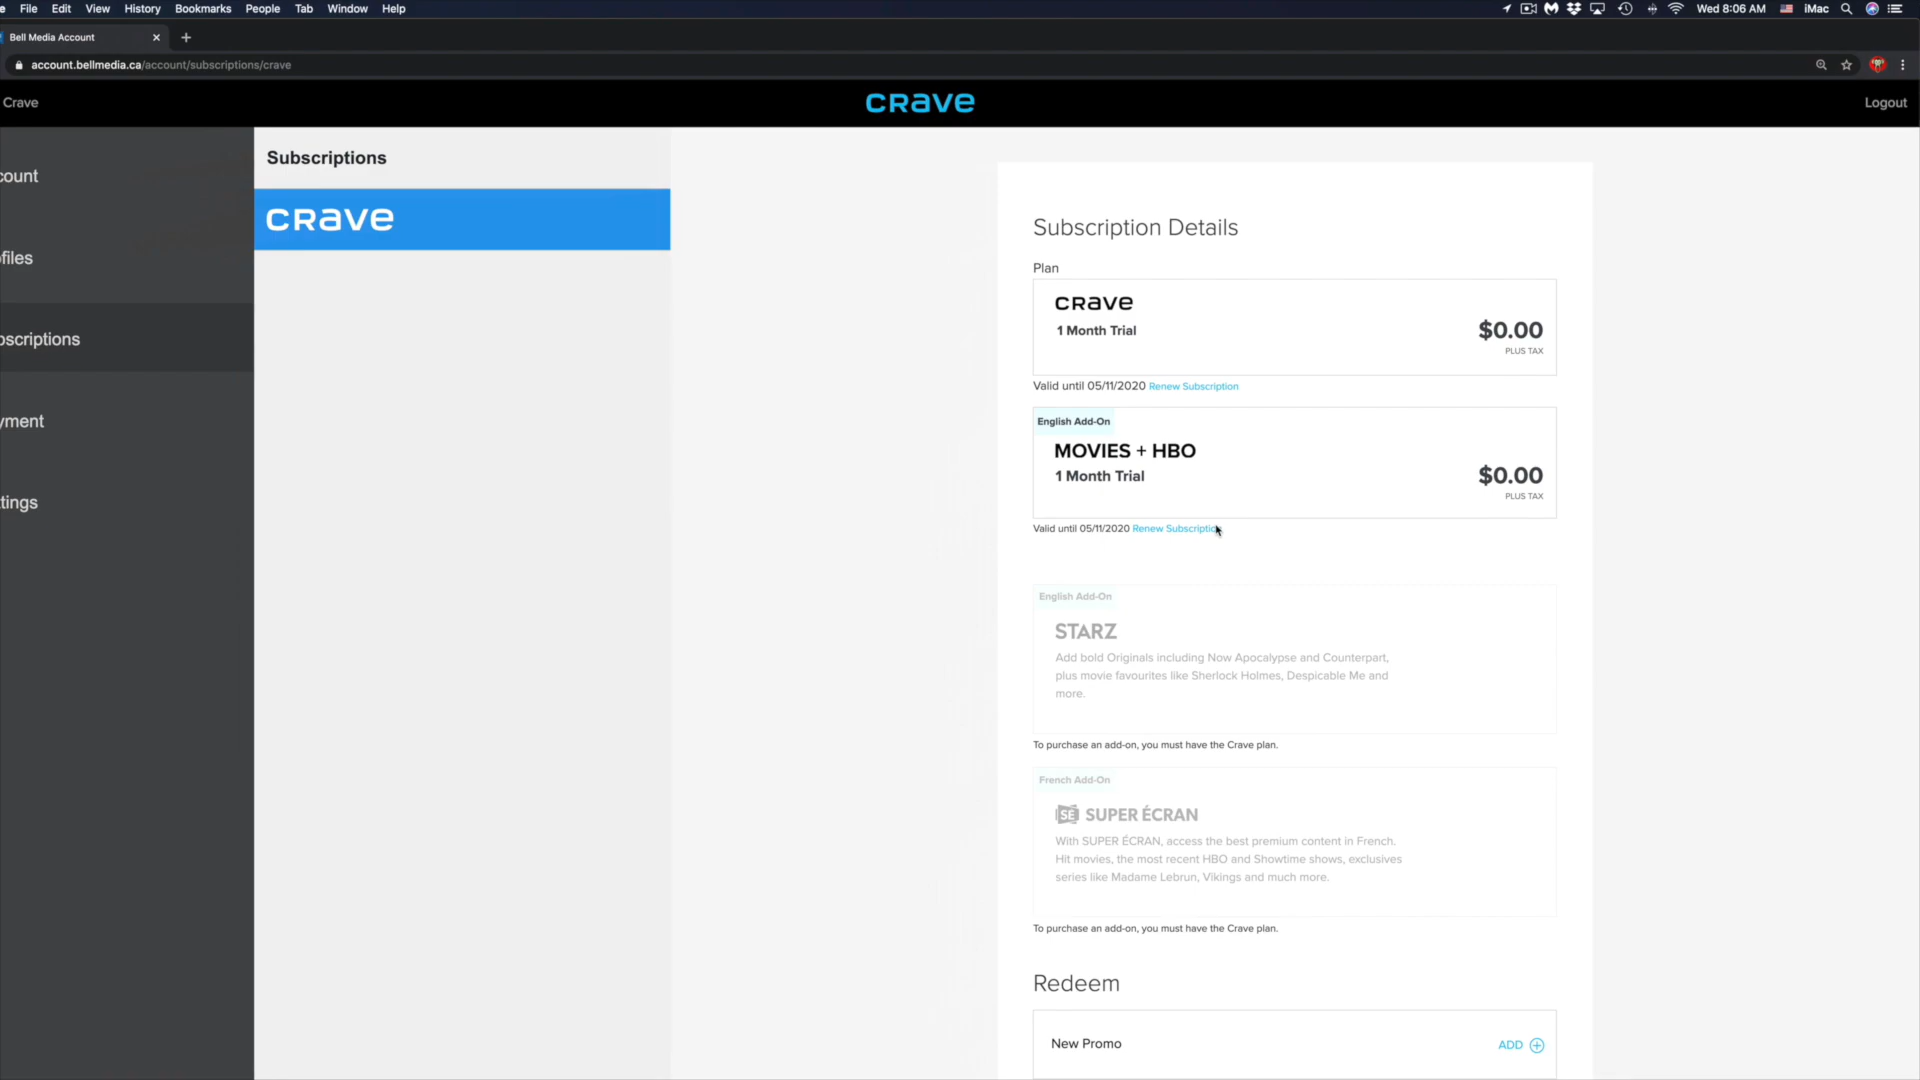 File Edit View History Bookmarks People Tab Window Help
Wed 8:06 AM iMac
Bell Media Account
account.bellmedia.ca/account/subscriptions/crave
Crave
crave
Logout
count
files
oscriptions
yment
tings
Subscriptions
crave
Subscription Details
Plan
crave
1 Month Trial
$0.00
PLUS TAX
Valid until 05/11/2020 Renew Subscription
English Add-On
MOVIES + HBO
1 Month Trial
$0.00
PLUS TAX
Valid until 05/11/2020 Renew Subscription
English Add-On
STARZ
Add bold Originals including Now Apocalypse and Counterpart,
plus movie favourites like Sherlock Holmes, Despicable Me and
more.
To purchase an add-on, you must have the Crave plan.
French Add-On
SE SUPER ÉCRAN
With SUPER ÉCRAN, access the best premium content in French.
Hit movies, the most recent HBO and Showtime shows, exclusives
series like Madame Lebrun, Vikings and much more.
To purchase an add-on, you must have the Crave plan.
Redeem
New Promo
ADD